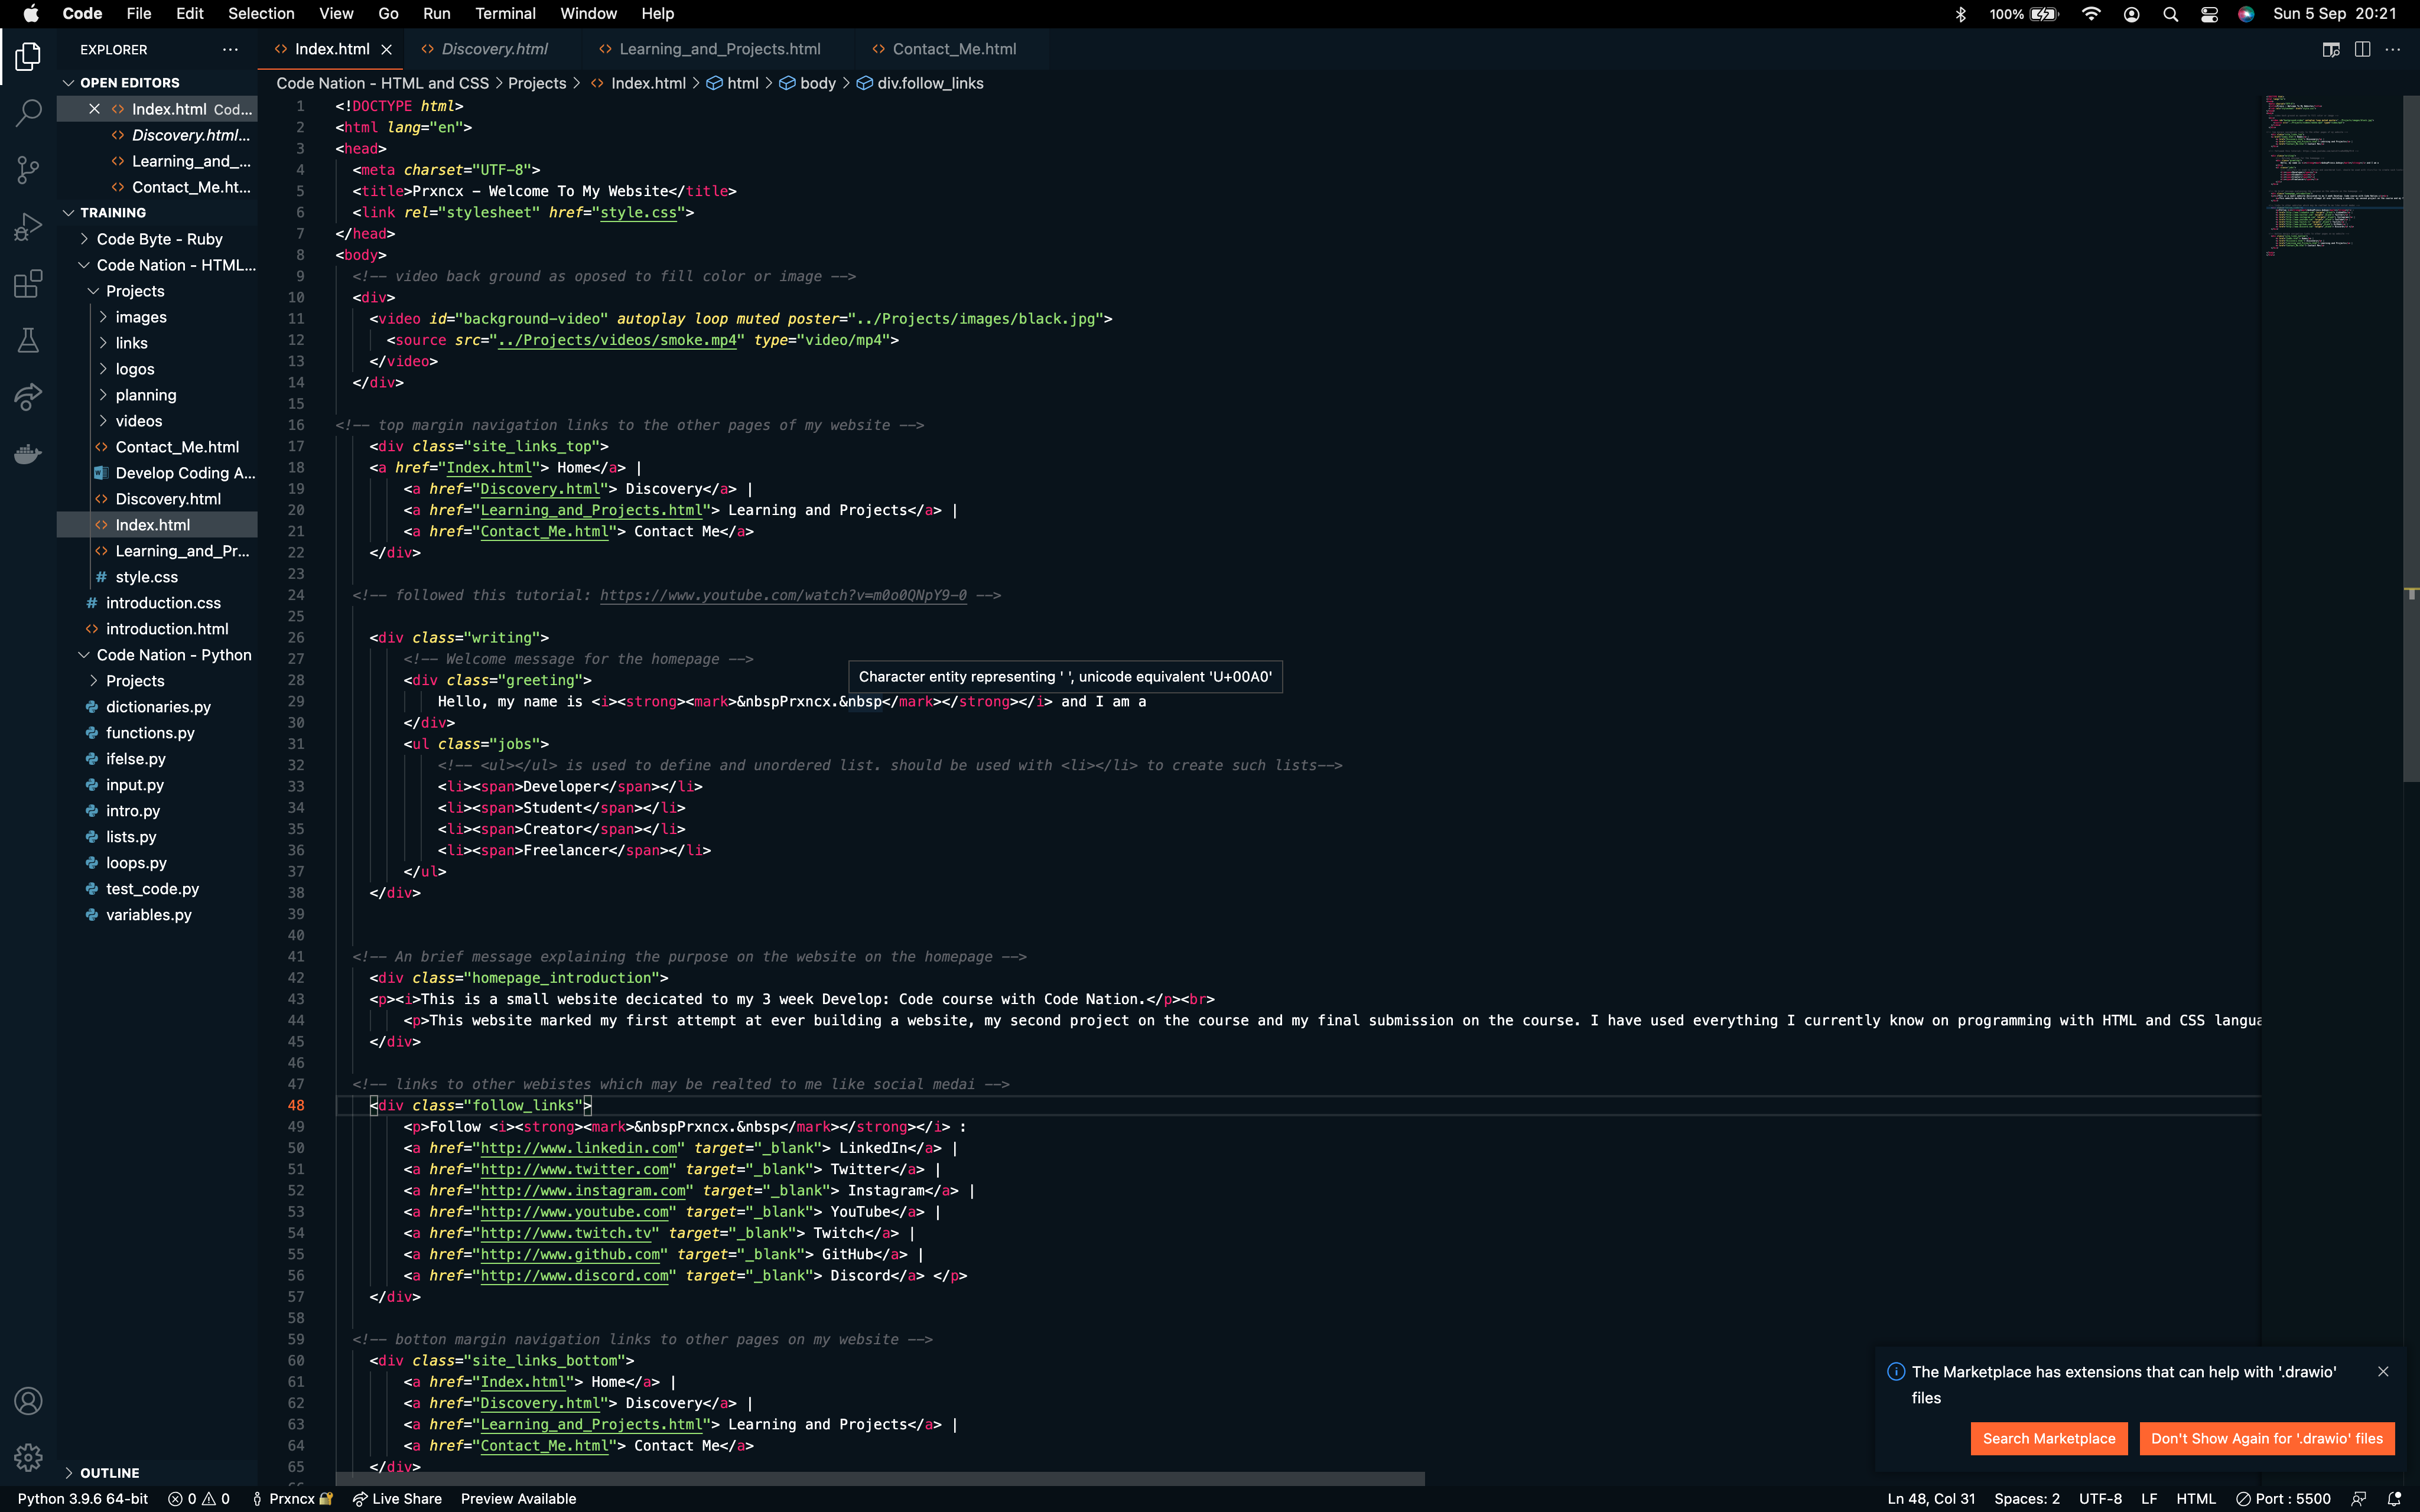 Code File Edit Selection View Go Run Terminal Window Help 100% Sun 5 Sep 20:21
EXPLORER ··· <> Index.html × <> Discovery.html <> Learning_and_Projects.html <> Contact_Me.html ···
OPEN EDITORS
× <> Index.html Cod...
<> Discovery.html...
<> Learning_and_...
<> Contact_Me.ht...
TRAINING
> Code Byte - Ruby
Code Nation - HTML...
Projects
> images
> links
> logos
> planning
> videos
<> Contact_Me.html
Develop Coding A...
<> Discovery.html
<> Index.html
<> Learning_and_Pr...
# style.css
# introduction.css
<> introduction.html
Code Nation - Python
> Projects
dictionaries.py
functions.py
ifelse.py
input.py
intro.py
lists.py
loops.py
test_code.py
variables.py
> OUTLINE
Code Nation - HTML and CSS > Projects > <> Index.html > html > body > div.follow_links
1 <!DOCTYPE html>
2 <html lang="en">
3 <head>
4 <meta charset="UTF-8">
5 <title>Prxncx – Welcome To My Website</title>
6 <link rel="stylesheet" href="style.css">
7 </head>
8 <body>
9 <!-- video back ground as oposed to fill color or image -->
10 <div>
11 <video id="background-video" autoplay loop muted poster="../Projects/images/black.jpg">
12 <source src="../Projects/videos/smoke.mp4" type="video/mp4">
13 </video>
14 </div>
15
16 <!-- top margin navigation links to the other pages of my website -->
17 <div class="site_links_top">
18 <a href="Index.html"> Home</a> |
19 <a href="Discovery.html"> Discovery</a> |
20 <a href="Learning_and_Projects.html"> Learning and Projects</a> |
21 <a href="Contact_Me.html"> Contact Me</a>
22 </div>
23
24 <!-- followed this tutorial: https://www.youtube.com/watch?v=m0o0QNpY9-0 -->
25
26 <div class="writing">
27 <!-- Welcome message for the homepage -->
Character entity representing ' ', unicode equivalent 'U+00A0'
28 <div class="greeting">
29 Hello, my name is <i><strong><mark>&nbspPrxncx.&nbsp</mark></strong></i> and I am a
30 </div>
31 <ul class="jobs">
32 <!-- <ul></ul> is used to define and unordered list. should be used with <li></li> to create such lists-->
33 <li><span>Developer</span></li>
34 <li><span>Student</span></li>
35 <li><span>Creator</span></li>
36 <li><span>Freelancer</span></li>
37 </ul>
38 </div>
39
40
41 <!-- An brief message explaining the purpose on the website on the homepage -->
42 <div class="homepage_introduction">
43 <p><i>This is a small website decicated to my 3 week Develop: Code course with Code Nation.</p><br>
44 <p>This website marked my first attempt at ever building a website, my second project on the course and my final submission on the course. I have used everything I currently know on programming with HTML and CSS langua
45 </div>
46
47 <!-- links to other webistes which may be realted to me like social medai -->
48 <div class="follow_links">
49 <p>Follow <i><strong><mark>&nbspPrxncx.&nbsp</mark></strong></i> :
50 <a href="http://www.linkedin.com" target="_blank"> LinkedIn</a> |
51 <a href="http://www.twitter.com" target="_blank"> Twitter</a> |
52 <a href="http://www.instagram.com" target="_blank"> Instagram</a> |
53 <a href="http://www.youtube.com" target="_blank"> YouTube</a> |
54 <a href="http://www.twitch.tv" target="_blank"> Twitch</a> |
55 <a href="http://www.github.com" target="_blank"> GitHub</a> |
56 <a href="http://www.discord.com" target="_blank"> Discord</a> </p>
57 </div>
58
59 <!-- botton margin navigation links to other pages on my website -->
60 <div class="site_links_bottom">
61 <a href="Index.html"> Home</a> |
62 <a href="Discovery.html"> Discovery</a> |
63 <a href="Learning_and_Projects.html"> Learning and Projects</a> |
64 <a href="Contact_Me.html"> Contact Me</a>
65 </div>
The Marketplace has extensions that can help with '.drawio' ×
files
Search Marketplace Don't Show Again for '.drawio' files
Python 3.9.6 64-bit 0 0 Prxncx Live Share Preview Available Ln 48, Col 31 Spaces: 2 UTF-8 LF HTML Port : 5500